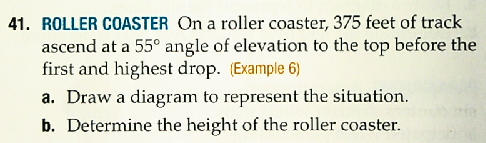 41. ROLLER COASTER On a roller coaster, 375 feet of track
ascend at a 55° angle of elevation to the top before the
first and highest drop. (Example 6)
a. Draw a diagram to represent the situation.
b. Determine the height of the roller coaster.